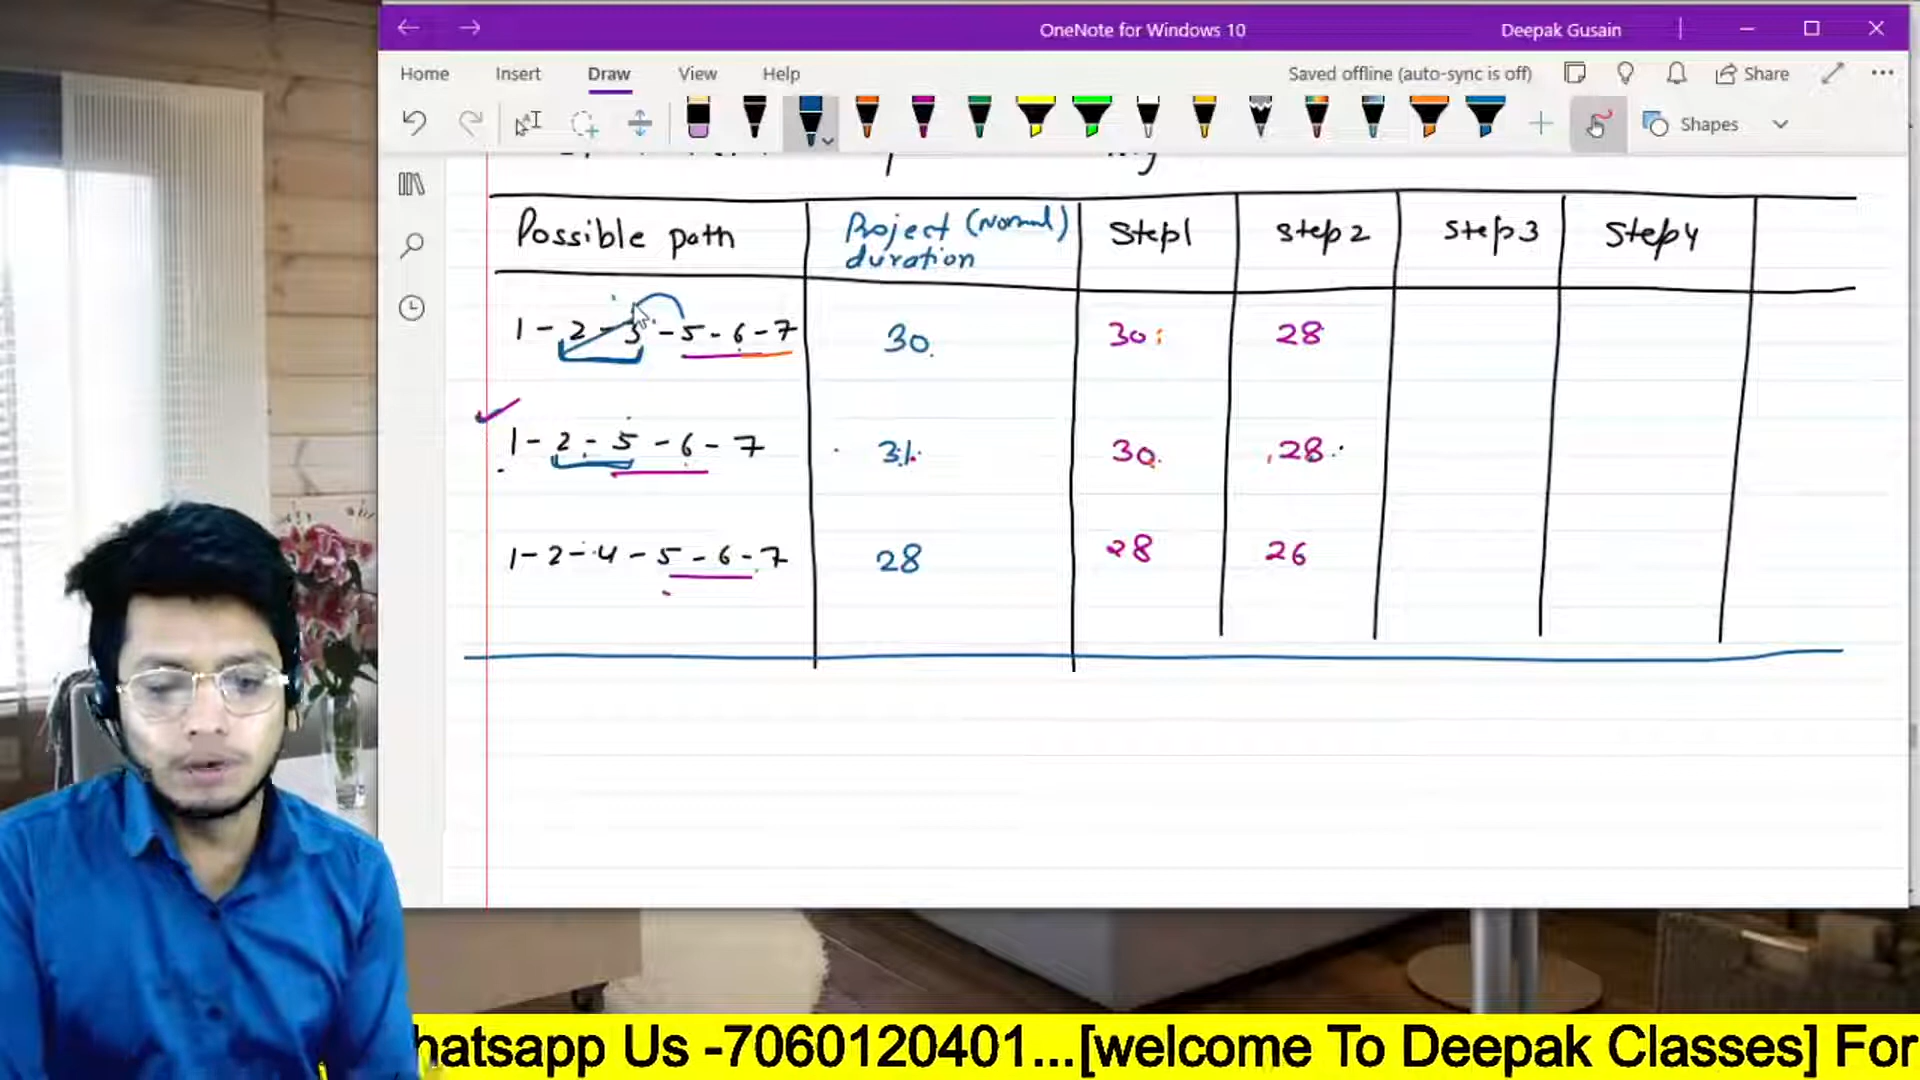 OneNote for Windows 10
Deepak Gusain
Home Insert Draw View Help
Saved offline (auto-sync is off)
Share
Shapes
Possible path
Project (Normal)
duration
Step1
Step2
Step3
Step4
1-2-3-5-6-7 30 30 28
1-2-5-6-7 31 30 28
1-2-4-5-6-7 28 28 26
hatsapp Us -7060120401...[welcome To Deepak Classes] For